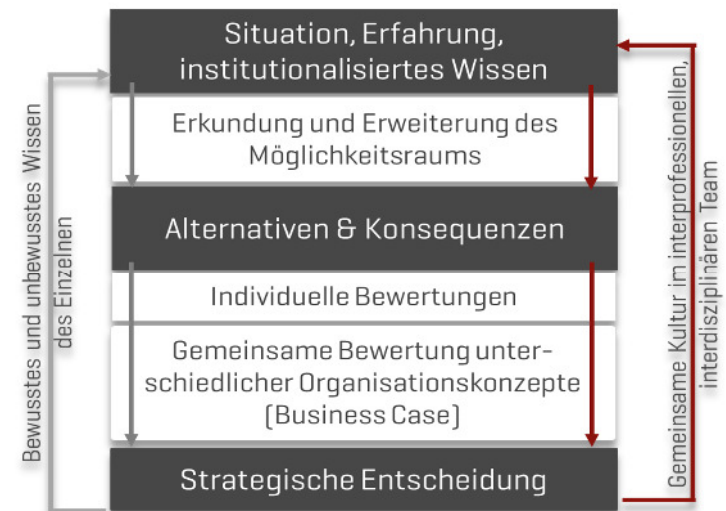 Situation, Erfahrung,
institutionalisiertes Wissen
Erkundung und Erweiterung des
Möglichkeitsraums
Alternativen & Konsequenzen
Individuelle Bewertungen
Gemeinsame Bewertung unter-
schiedlicher Organisationskonzepte
(Business Case)
Strategische Entscheidung
Bewusstes und unbewusstes Wissen
des Einzelnen
Gemeinsame Kultur im interprofessionellen,
interdisziplinären Team